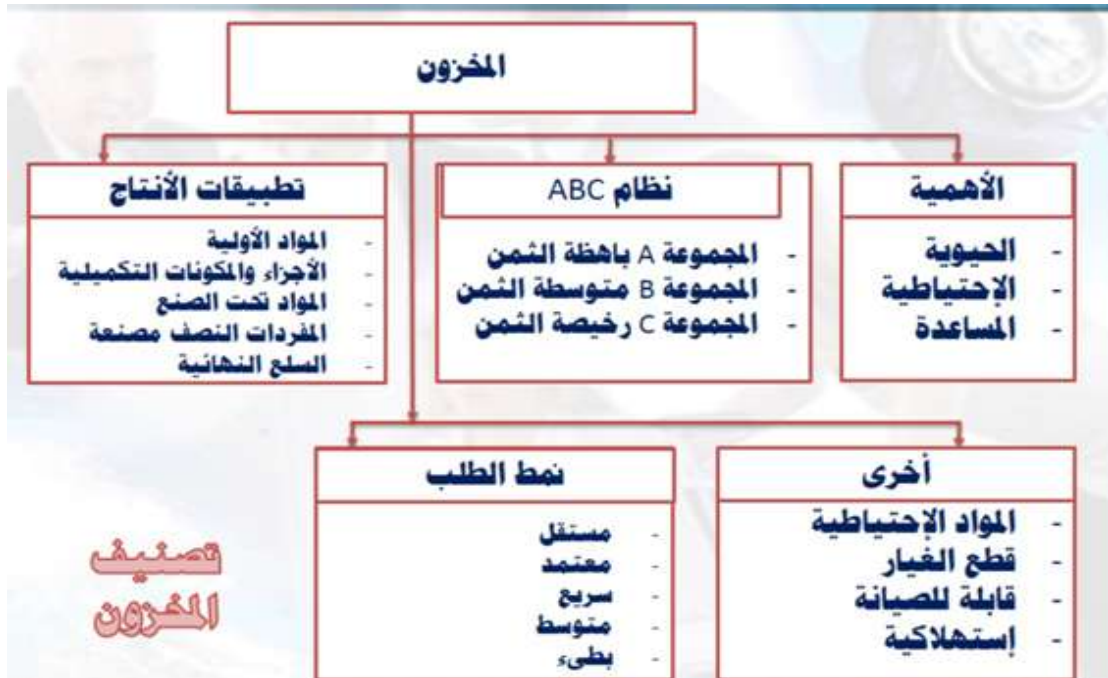 المخزون
الأهمية
- الحيوية
- الإحتياطية
- المساعدة
نظام ABC
- المجموعة A باهظة الثمن
- المجموعة B متوسطة الثمن
- المجموعة C رخيصة الثمن
تطبيقات الأنتاج
- المواد الأولية
- الأجزاء والمكونات التكميلية
- المواد تحت الصنع
- المفردات النصف مصنعة
- السلع النهائية
أخرى
- المواد الإحتياطية
- قطع الغيار
- قابلة للصيانة
- إستهلاكية
نمط الطلب
- مستقل
- معتمد
- سريع
- متوسط
- بطىء
تصنيف
المخزون